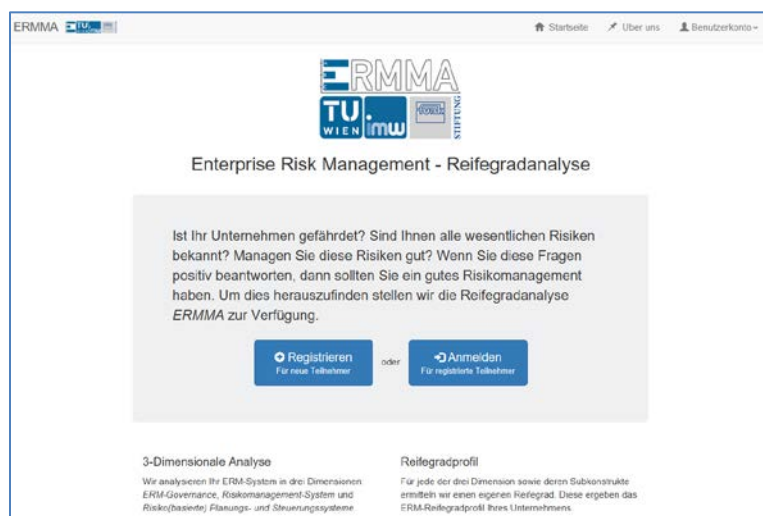 ERMMA
Startseite
Über uns
Benutzerkonto
ERMMA
TU
WIEN
imw
STIFTUNG
Enterprise Risk Management - Reifegradanalyse
Ist Ihr Unternehmen gefährdet? Sind Ihnen alle wesentlichen Risiken
bekannt? Managen Sie diese Risiken gut? Wenn Sie diese Fragen
positiv beantworten, dann sollten Sie ein gutes Risikomanagement
haben. Um dies herauszufinden stellen wir die Reifegradanalyse
ERMMA zur Verfügung.
Registrieren
Für neue Teilnehmer
oder
Anmelden
Für registrierte Teilnehmer
3-Dimensionale Analyse
Wir analysieren Ihr ERM-System in drei Dimensionen
ERM-Governance, Risikomanagement-System und
Risiko(basierte) Planungs- und Steuerungssysteme
Reifegradprofil
Für jede der drei Dimension sowie deren Subkonstrukte
ermitteln wir einen eigenen Reifegrad. Diese ergeben das
ERM-Reifegradprofil Ihres Unternehmens.